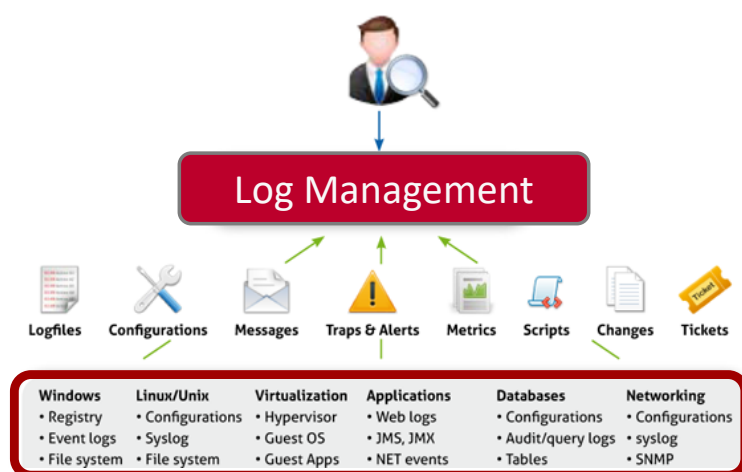 Log Management
Logfiles Configurations Messages Traps & Alerts Metrics Scripts Changes Tickets
Ticket
Windows Linux/Unix Virtualization Applications Databases Networking
• Registry • Configurations • Hypervisor • Web logs • Configurations • Configurations
• Event logs • Syslog • Guest OS • JMS, JMX • Audit/query logs • syslog
• File system • File system • Guest Apps • NET events • Tables • SNMP